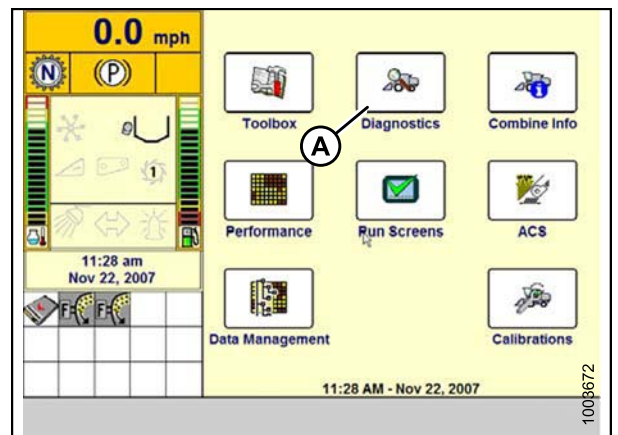 0.0 mph
N (P)
Toolbox
Diagnostics
Combine Info
A
1
Performance
Run Screens
ACS
11:28 am
Nov 22, 2007
F F
Data Management
Calibrations
11:28 AM - Nov 22, 2007
1003672